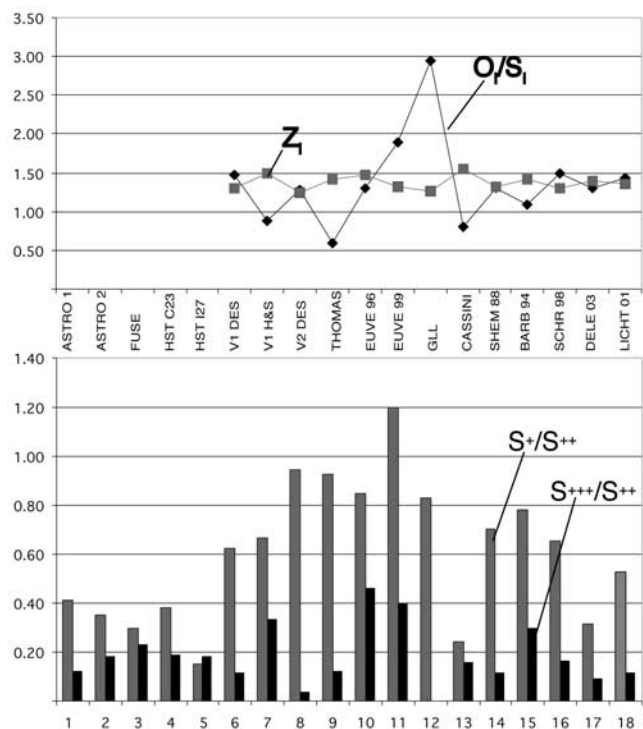 3.50
3.00
2.50
2.00
1.50
1.00
0.50
Oᵢ/Sᵢ
Zᵢ
ASTRO 1
ASTRO 2
FUSE
HST C23
HST I27
V1 DES
V1 H&S
V2 DES
THOMAS
EUVE 96
EUVE 99
GLL
CASSINI
SHEM 88
BARB 94
SCHR 98
DELE 03
LICHT 01
1.40
1.20
1.00
0.80
0.60
0.40
0.20
S⁺/S⁺⁺
S⁺⁺⁺/S⁺⁺
1 2 3 4 5 6 7 8 9 10 11 12 13 14 15 16 17 18